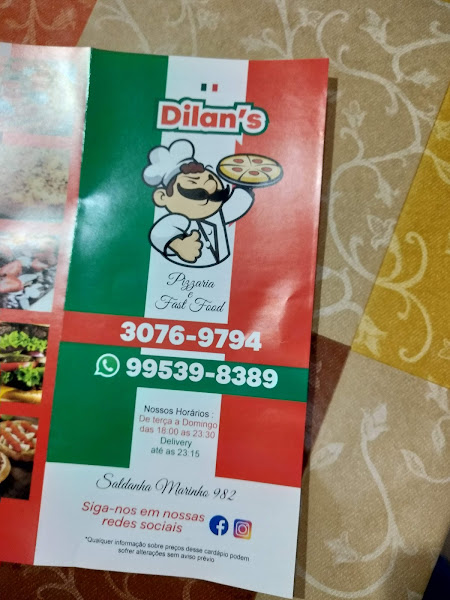 Dilan's
Pizzaria
e
Fast Food
3076-9794
99539-8389
Nossos Horários :
De terça a Domingo
das 18:00 as 23:30
Delivery
até as 23:15
Saldanha Marinho 982
Siga-nos em nossas
redes sociais
*Qualquer informação sobre preços desse cardápio podem
sofrer alterações sem aviso prévio